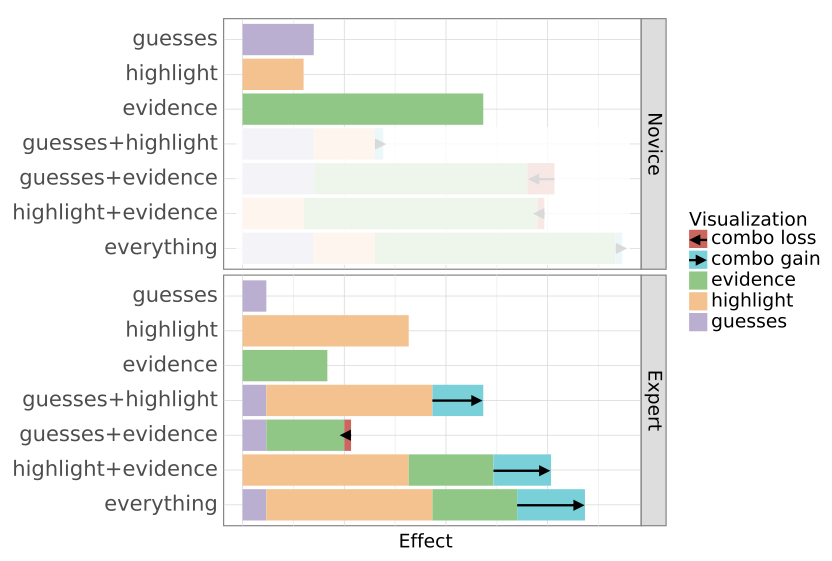 guesses
highlight
evidence
guesses+highlight
guesses+evidence
highlight+evidence
everything
Novice
guesses
highlight
evidence
guesses+highlight
guesses+evidence
highlight+evidence
everything
Expert
Effect
Visualization
combo loss
combo gain
evidence
highlight
guesses